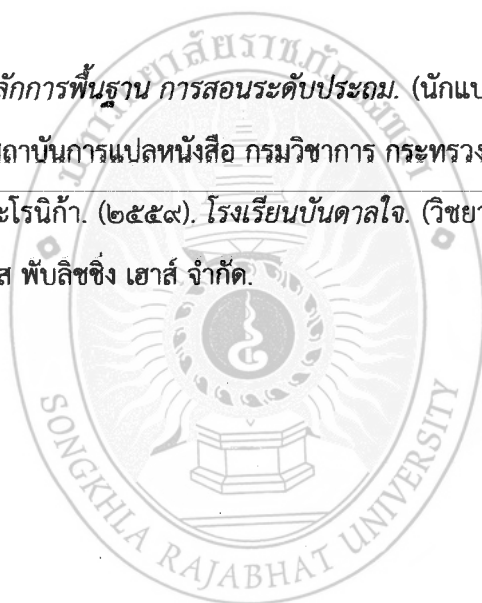 ลักการพื้นฐาน การสอนระดับประถม. (นักแป
ถาบันการแปลหนังสือ กรมวิชาการ กระทรวง
ะโรนิก้า. (๒๕๕๙). โรงเรียนบันดาลใจ. (วิชยา
ส พับลิชชิ่ง เฮาส์ จำกัด.
SONGKHLA RAJABHAT UNIVERSITY